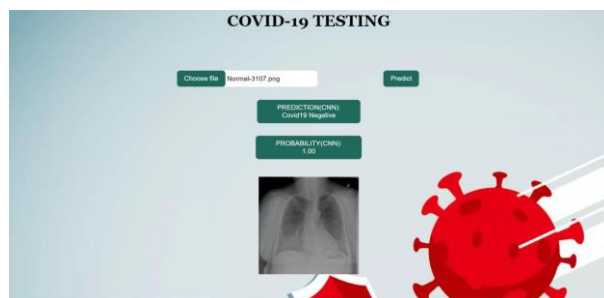 COVID-19 TESTING
Choose file Normal-3107.png Predict
PREDICTION(CNN):
Covid19 Negative
PROBABILITY(CNN):
1.00